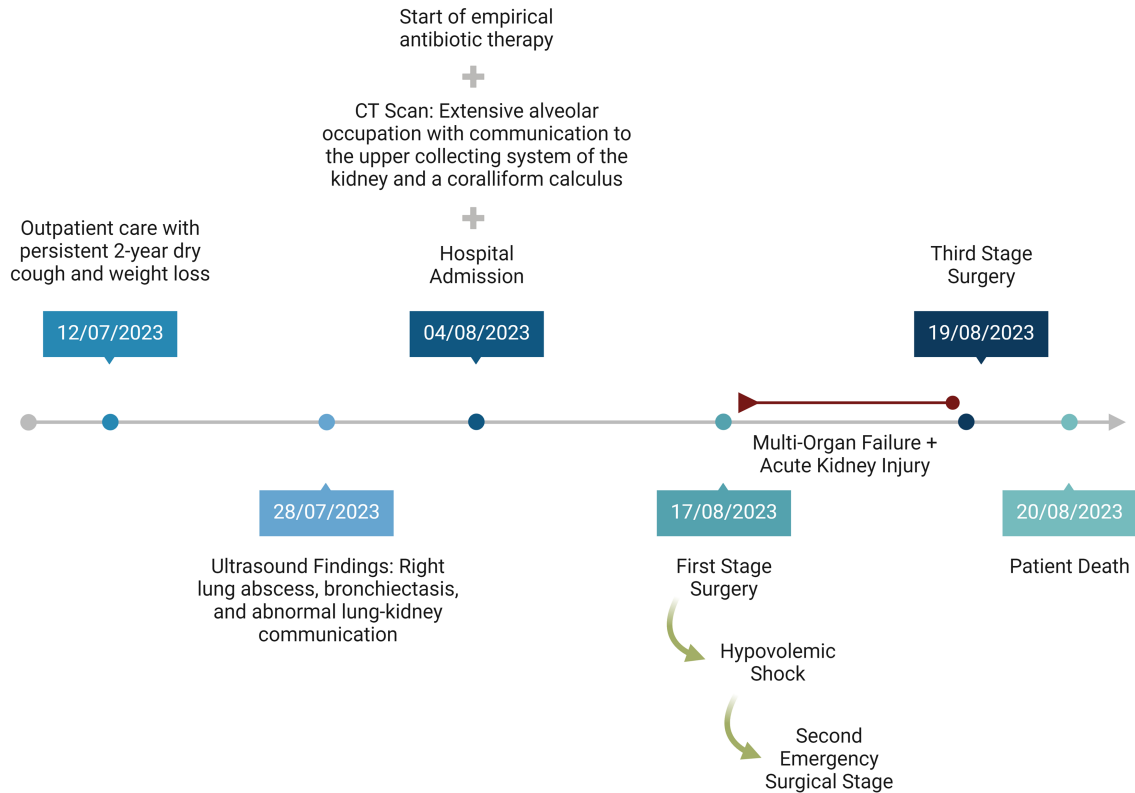 Start of empirical
antibiotic therapy
CT Scan: Extensive alveolar
occupation with communication to
the upper collecting system of the
kidney and a coralliform calculus
Outpatient care with
persistent 2-year dry
cough and weight loss
Hospital
Admission
Third Stage
Surgery
12/07/2023
04/08/2023
19/08/2023
Multi-Organ Failure +
Acute Kidney Injury
28/07/2023
17/08/2023
20/08/2023
Ultrasound Findings: Right
lung abscess, bronchiectasis,
and abnormal lung-kidney
communication
First Stage
Surgery
Patient Death
Hypovolemic
Shock
Second
Emergency
Surgical Stage